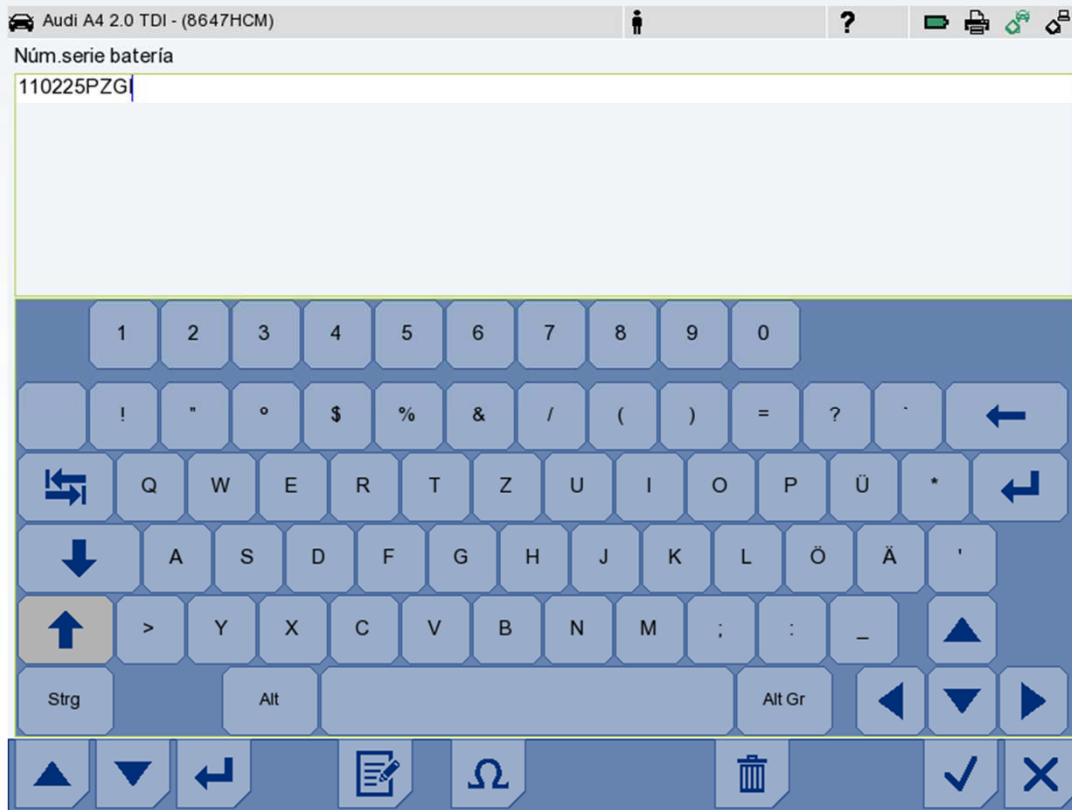 Audi A4 2.0 TDI - (8647HCM) ?
Núm.serie batería
110225PZGI
1 2 3 4 5 6 7 8 9 0
! " ° $ % & / ( ) = ? `
Q W E R T Z U I O P Ü *
A S D F G H J K L Ö Ä '
> Y X C V B N M ; : _
Strg Alt Alt Gr
Ω